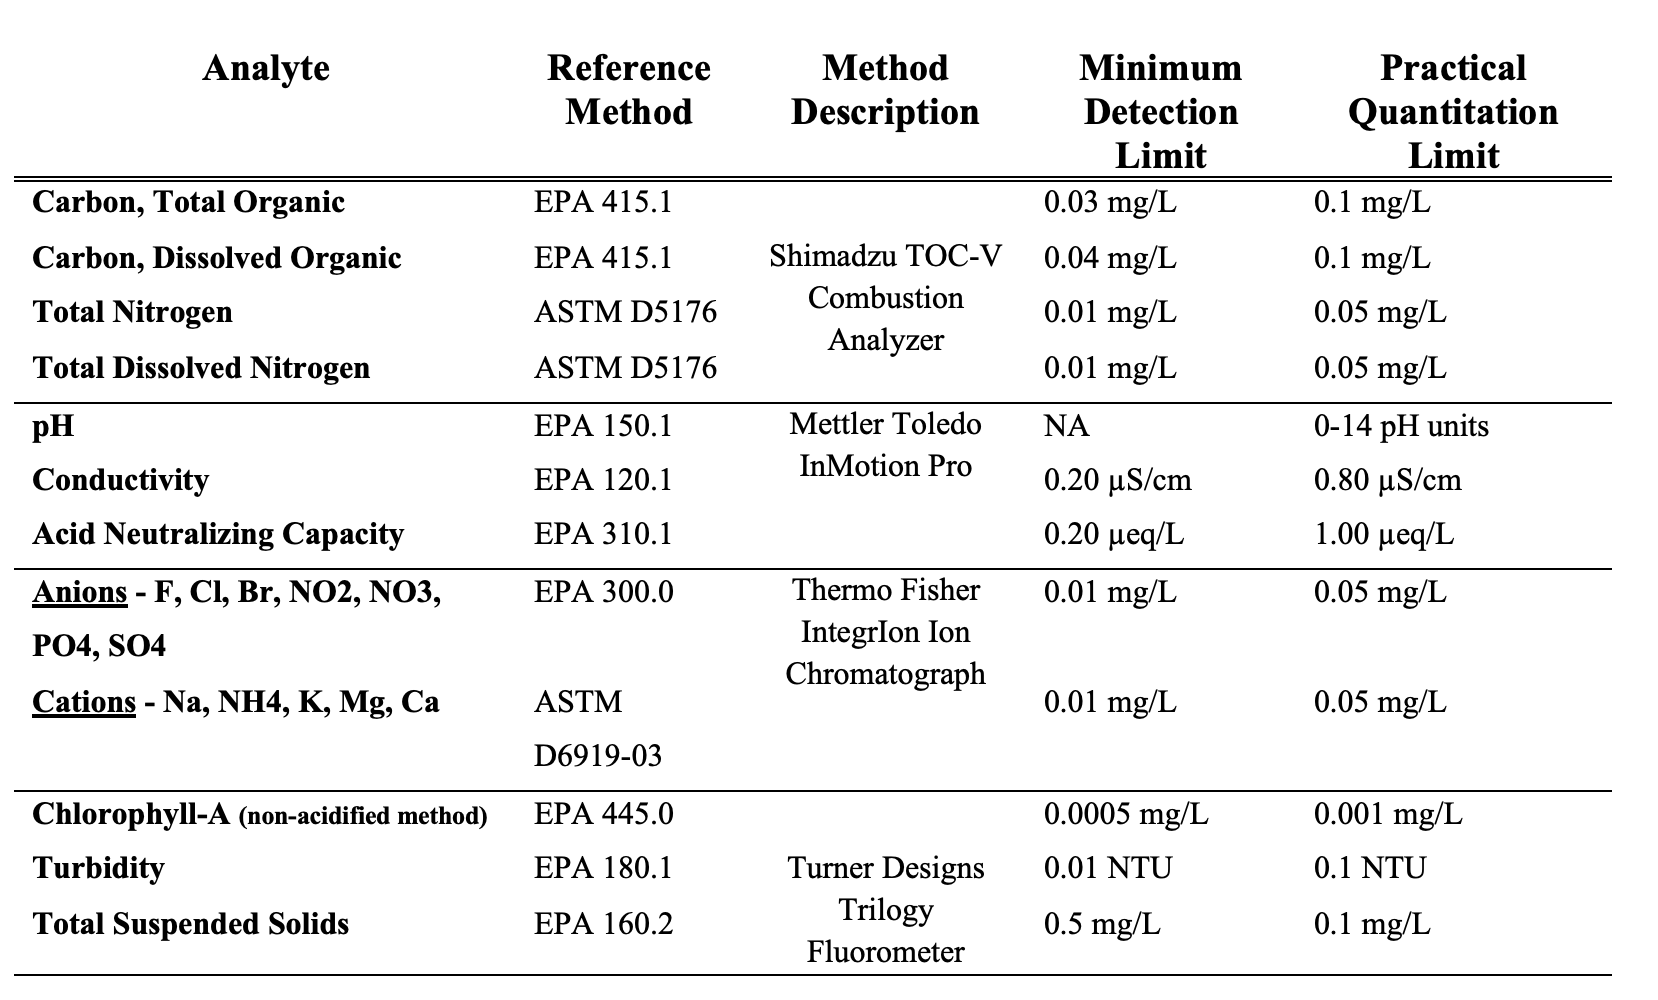 Analyte Reference Method Method Description Minimum Detection Limit Practical Quantitation Limit
Carbon, Total Organic EPA 415.1 0.03 mg/L 0.1 mg/L
Carbon, Dissolved Organic EPA 415.1 Shimadzu TOC-V 0.04 mg/L 0.1 mg/L
Combustion
Total Nitrogen ASTM D5176 0.01 mg/L 0.05 mg/L
Analyzer
Total Dissolved Nitrogen ASTM D5176 0.01 mg/L 0.05 mg/L
pH EPA 150.1 Mettler Toledo NA 0-14 pH units
InMotion Pro
Conductivity EPA 120.1 0.20 µS/cm 0.80 µS/cm
Acid Neutralizing Capacity EPA 310.1 0.20 µeq/L 1.00 µeq/L
Anions - F, Cl, Br, NO2, NO3, EPA 300.0 Thermo Fisher 0.01 mg/L 0.05 mg/L
IntegrIon Ion
PO4, SO4
Chromatograph
Cations - Na, NH4, K, Mg, Ca ASTM 0.01 mg/L 0.05 mg/L
D6919-03
Chlorophyll-A (non-acidified method) EPA 445.0 0.0005 mg/L 0.001 mg/L
Turbidity EPA 180.1 Turner Designs 0.01 NTU 0.1 NTU
Trilogy
Total Suspended Solids EPA 160.2 0.5 mg/L 0.1 mg/L
Fluorometer